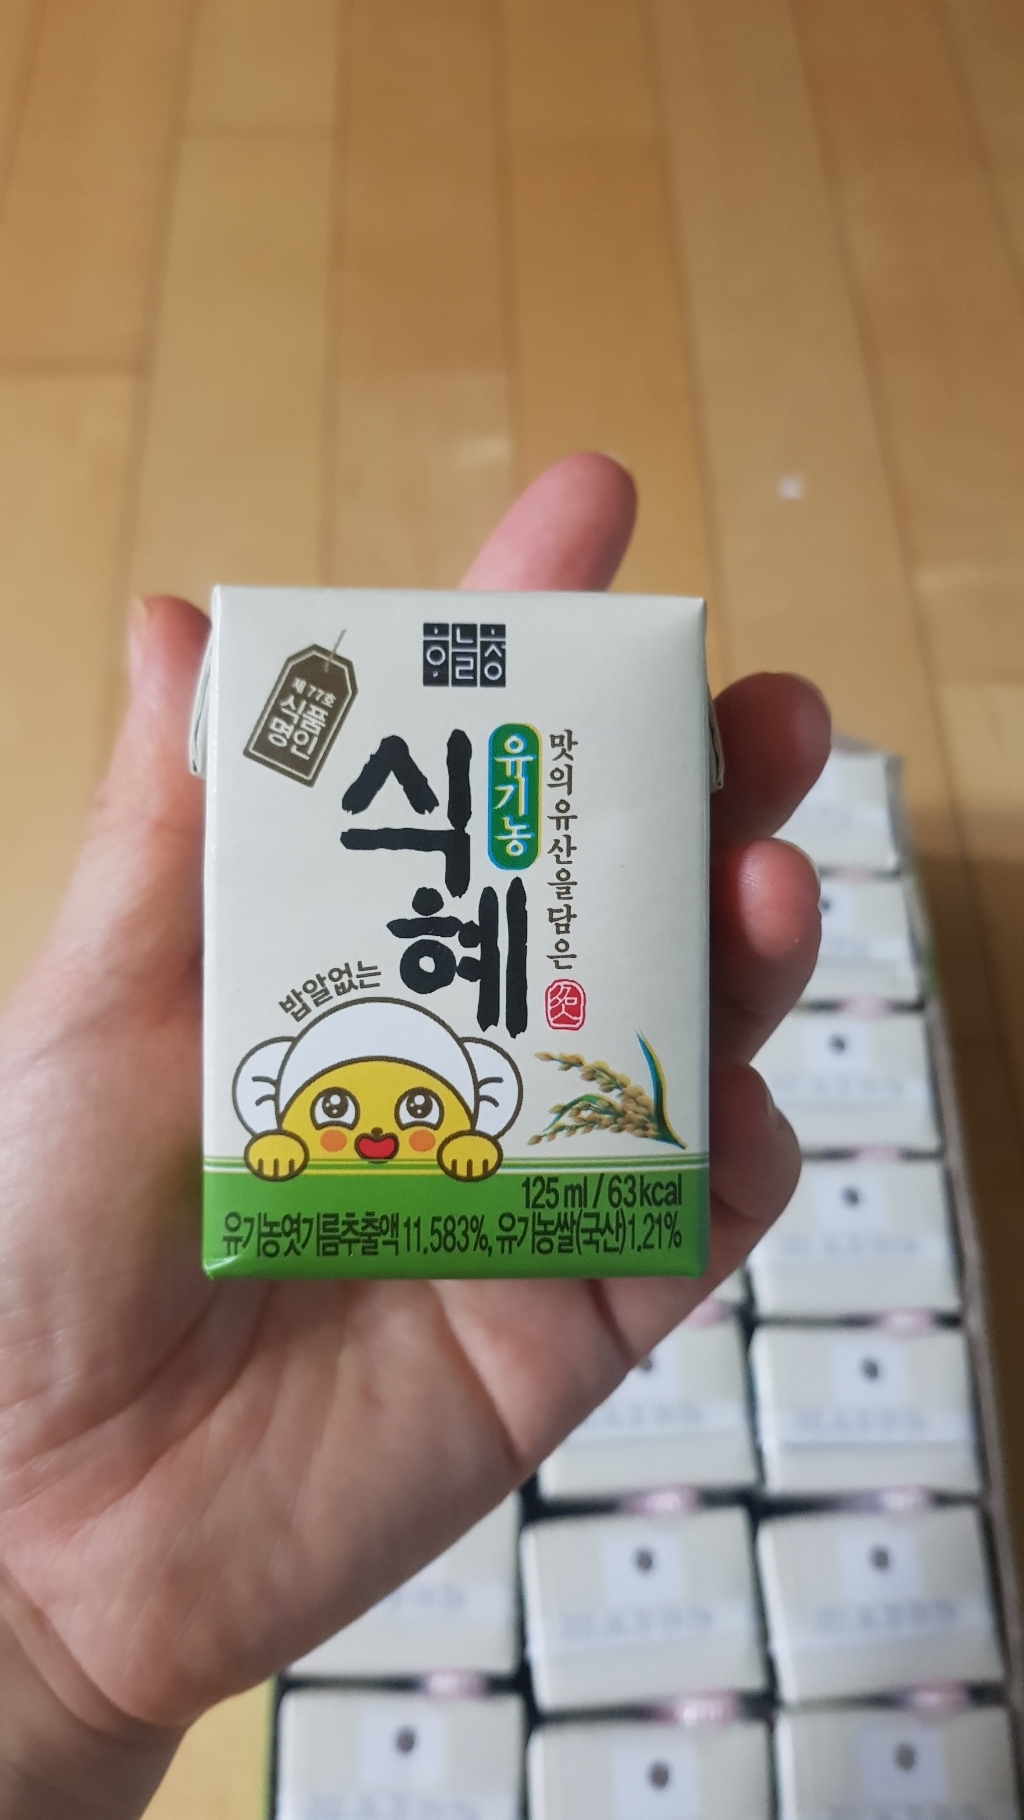 흥늘충
제77호
식품
명인
맛의유산을담은
유기농
식혜
밥알없는
125ml/63kcal
유기농엿기름추출액11.583%, 유기농쌀(국산)1.21%